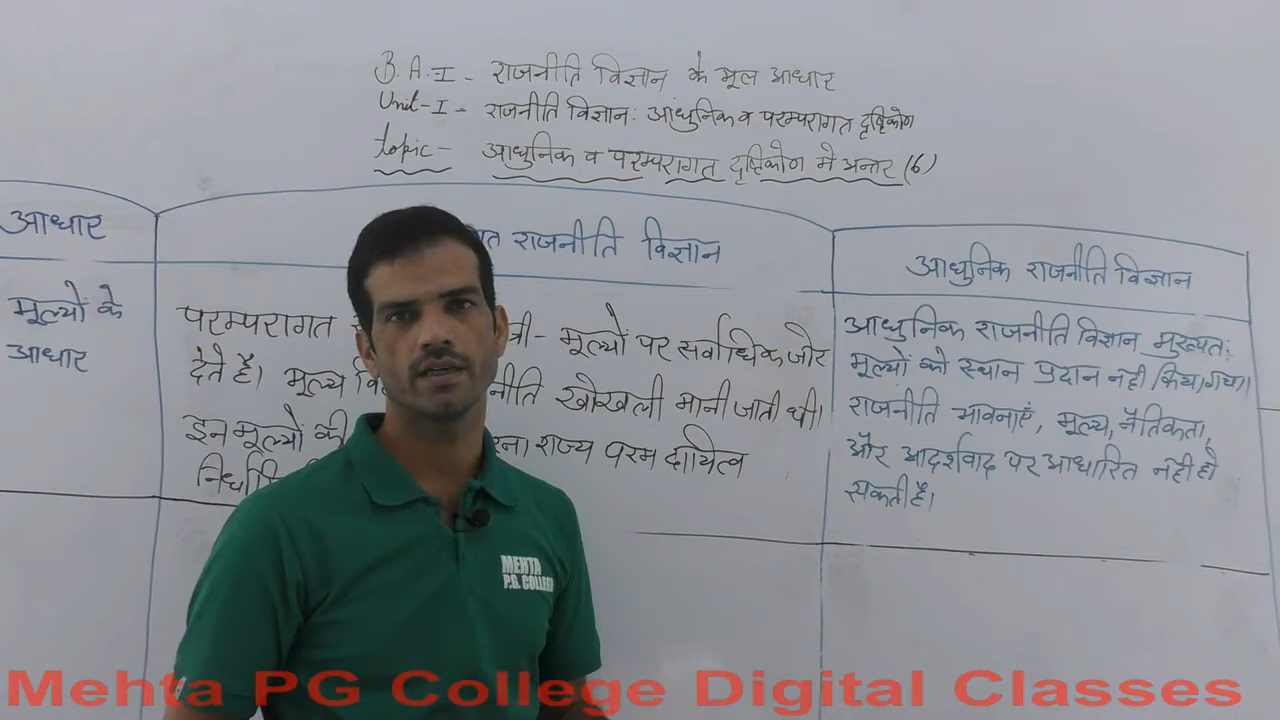 B.A.I - राजनीति विज्ञान के मूल आधार
Unit-I - राजनीति विज्ञान: आधुनिक व परम्परागत दृष्टिकोण
topic - आधुनिक व परम्परागत दृष्टिकोण मे अन्तर (6)
आधार
राजनीति विज्ञान
आधुनिक राजनीति विज्ञान
मूल्यो के
आधार
परम्परागत
मूल्यों पर सर्वाधिक जोर
देते है। मूल्य
खोखली मानी जाती थी।
इन मूल्यो की
राज्य परम दायित्व
आधुनिक राजनीति विज्ञान मुख्यत:
मूल्यों को स्थान प्रदान नही किया गया।
राजनीति भावनाएं, मूल्य, नैतिकता,
और आदर्शवाद पर आधारित नही हो
सकती है।
MEHTA
P.G. COLLEGE
Mehta PG College Digital Classes